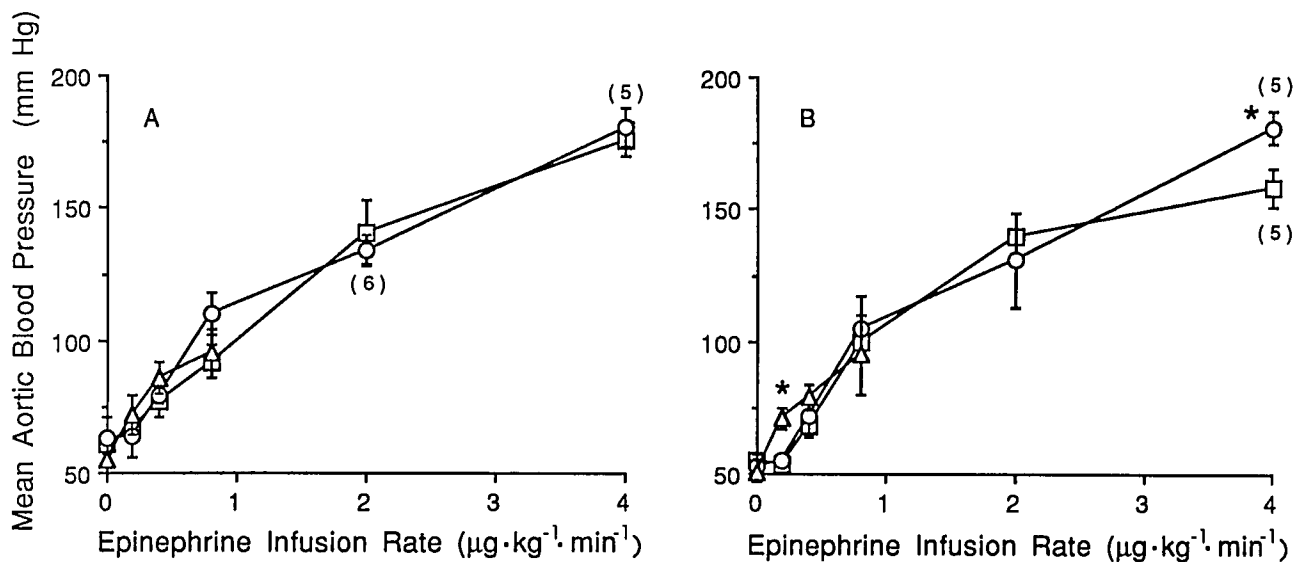 Mean Aortic Blood Pressure (mm Hg)
200
150
100
50
A
(5)
(6)
0 1 2 3 4
Epinephrine Infusion Rate (μg·kg⁻¹·min⁻¹)
200
150
100
50
B
(5)
*
*
(5)
0 1 2 3 4
Epinephrine Infusion Rate (μg·kg⁻¹·min⁻¹)